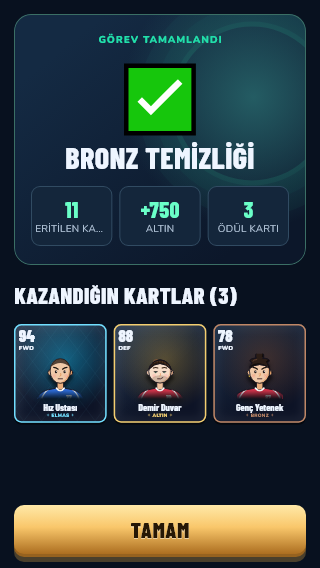 GÖREV TAMAMLANDI
BRONZ TEMİZLİĞİ
11
ERİTİLEN KA...
+750
ALTIN
3
ÖDÜL KARTI
KAZANDIĞIN KARTLAR (3)
94
FWD
Hız Ustası
• ELMAS •
88
DEF
Demir Duvar
• ALTIN •
78
FWD
Genç Yetenek
• BRONZ •
TAMAM